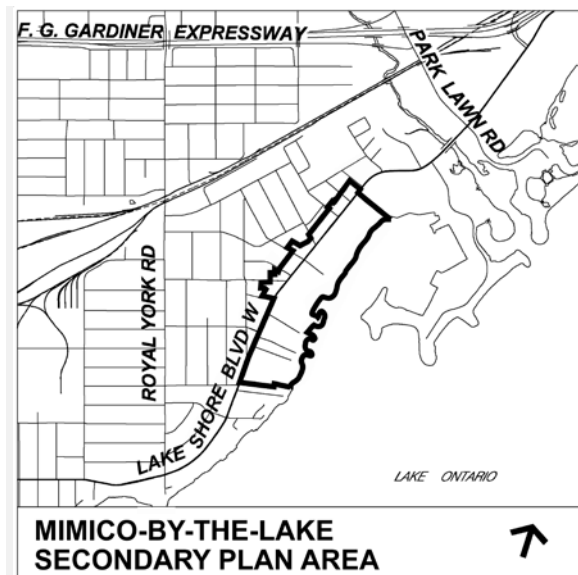 F. G. GARDINER EXPRESSWAY
PARK LAWN RD
ROYAL YORK RD
LAKE SHORE BLVD W
LAKE ONTARIO
MIMICO-BY-THE-LAKE
SECONDARY PLAN AREA